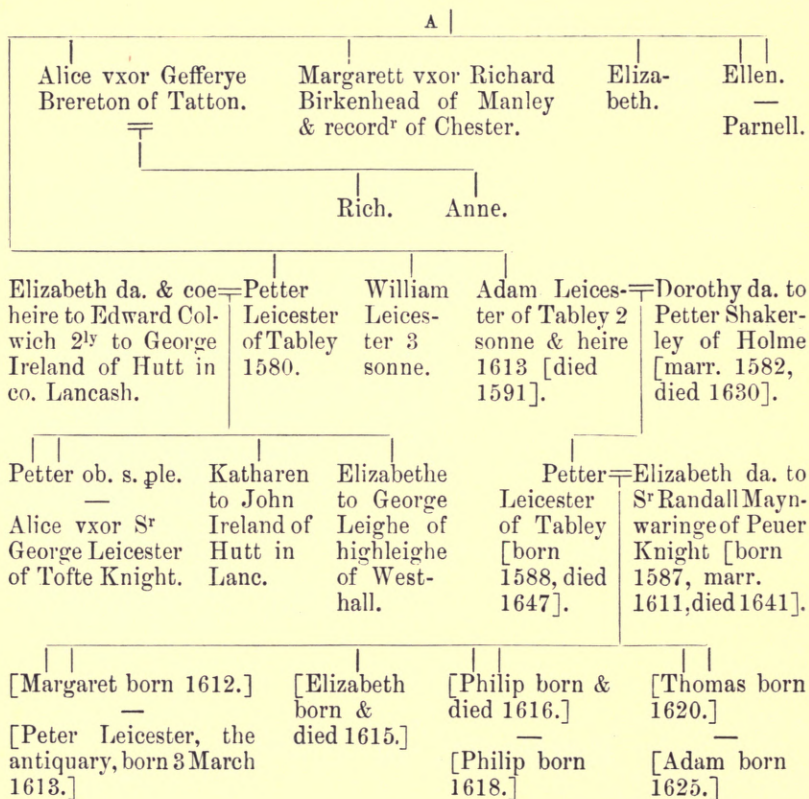 A
Alice vxor Gefferye
Brereton of Tatton.
Margarett vxor Richard
Birkenhead of Manley
& recordʳ of Chester.
Eliza-
beth.
Ellen.
—
Parnell.
Rich.
Anne.
Elizabeth da. & coe
heire to Edward Col-
wich 2ˡʸ to George
Ireland of Hutt in
co. Lancash.
Petter
Leicester
of Tabley
1580.
William
Leices-
ter 3
sonne.
Adam Leices-
ter of Tabley 2
sonne & heire
1613 [died
1591].
Dorothy da. to
Petter Shaker-
ley of Holme
[marr. 1582,
died 1630].
Petter ob. s. ꝑle.
—
Alice vxor Sʳ
George Leicester
of Tofte Knight.
Katharen
to John
Ireland of
Hutt in
Lanc.
Elizabethe
to George
Leighe of
highleighe
of West-
hall.
Petter
Leicester
of Tabley
[born
1588, died
1647].
Elizabeth da. to
Sʳ Randall Mayn-
waringe of Peuer
Knight [born
1587, marr.
1611, died 1641].
[Margaret born 1612.]
—
[Peter Leicester, the
antiquary, born 3 March
1613.]
[Elizabeth
born &
died 1615.]
[Philip born &
died 1616.]
—
[Philip born
1618.]
[Thomas born
1620.]
—
[Adam born
1625.]